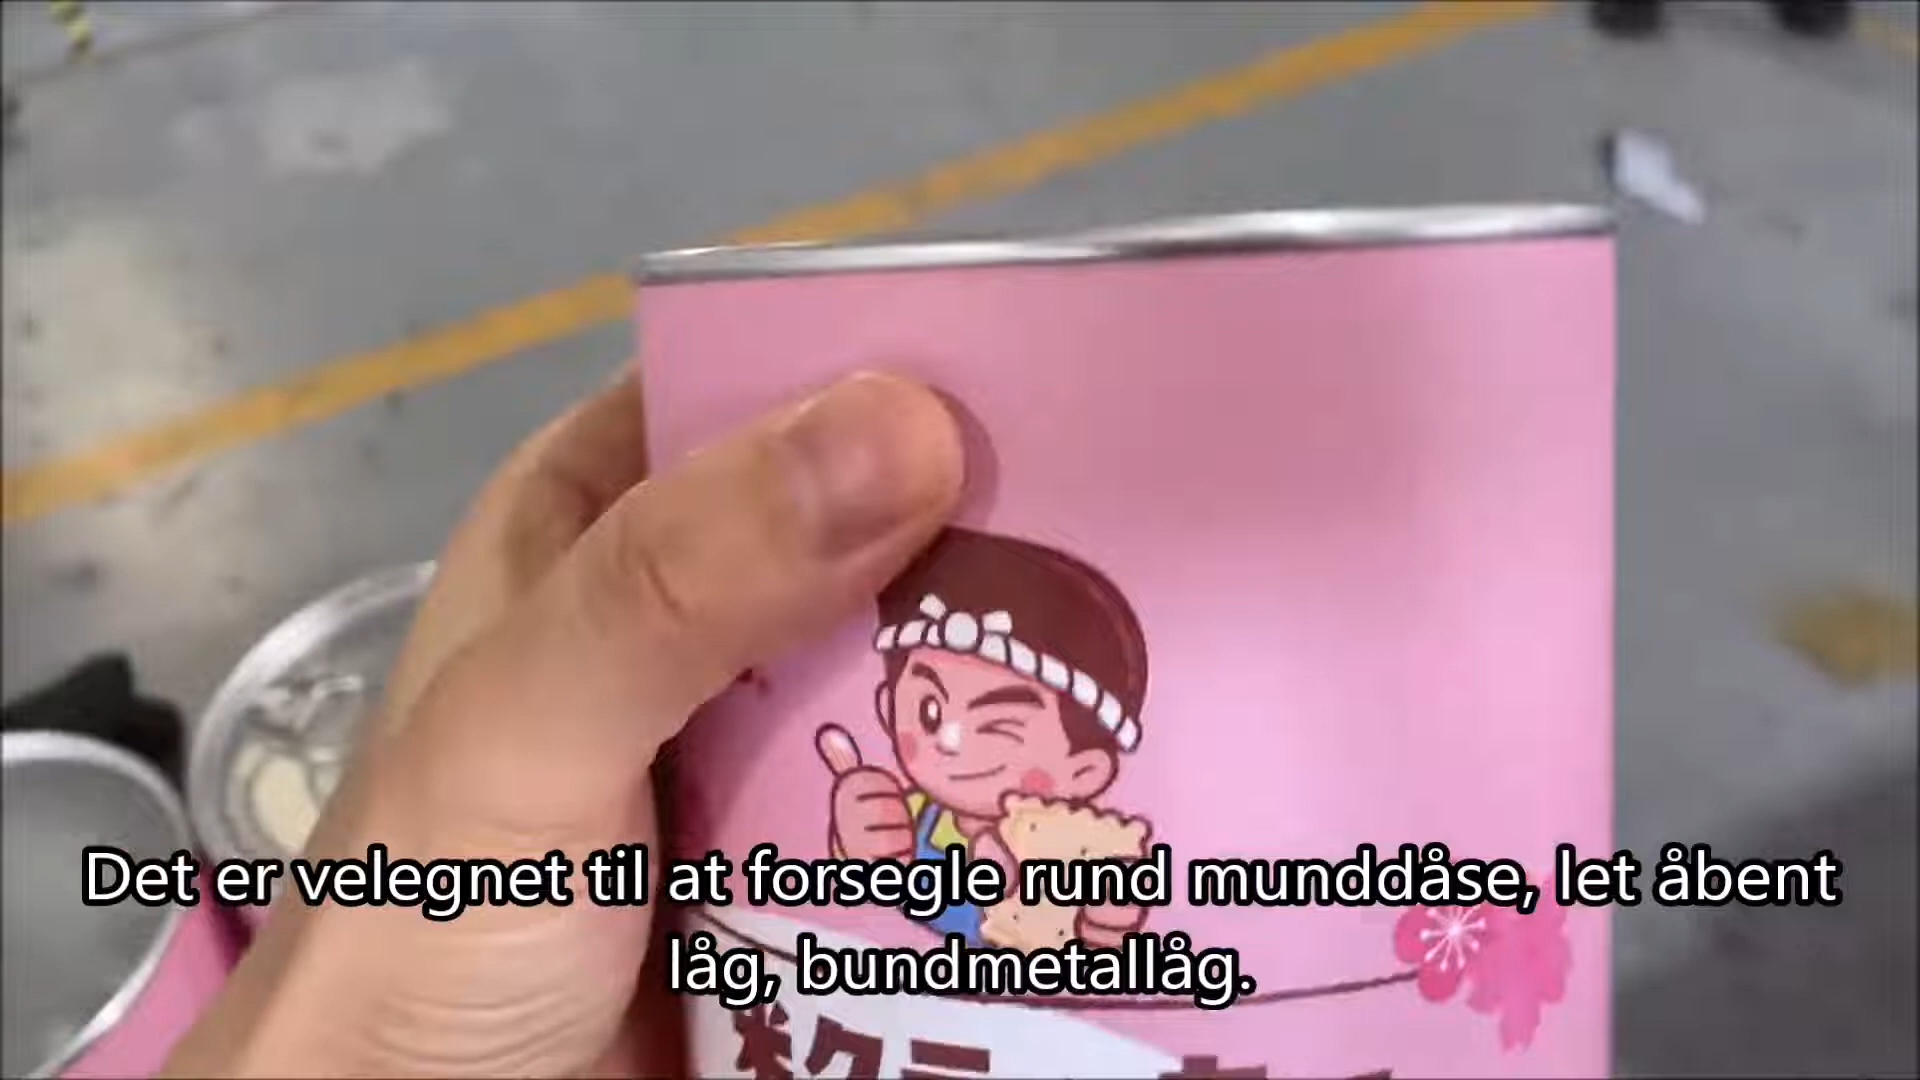 Det er velegnet til at forsegle rund munddåse, let åbent
låg, bundmetallåg.